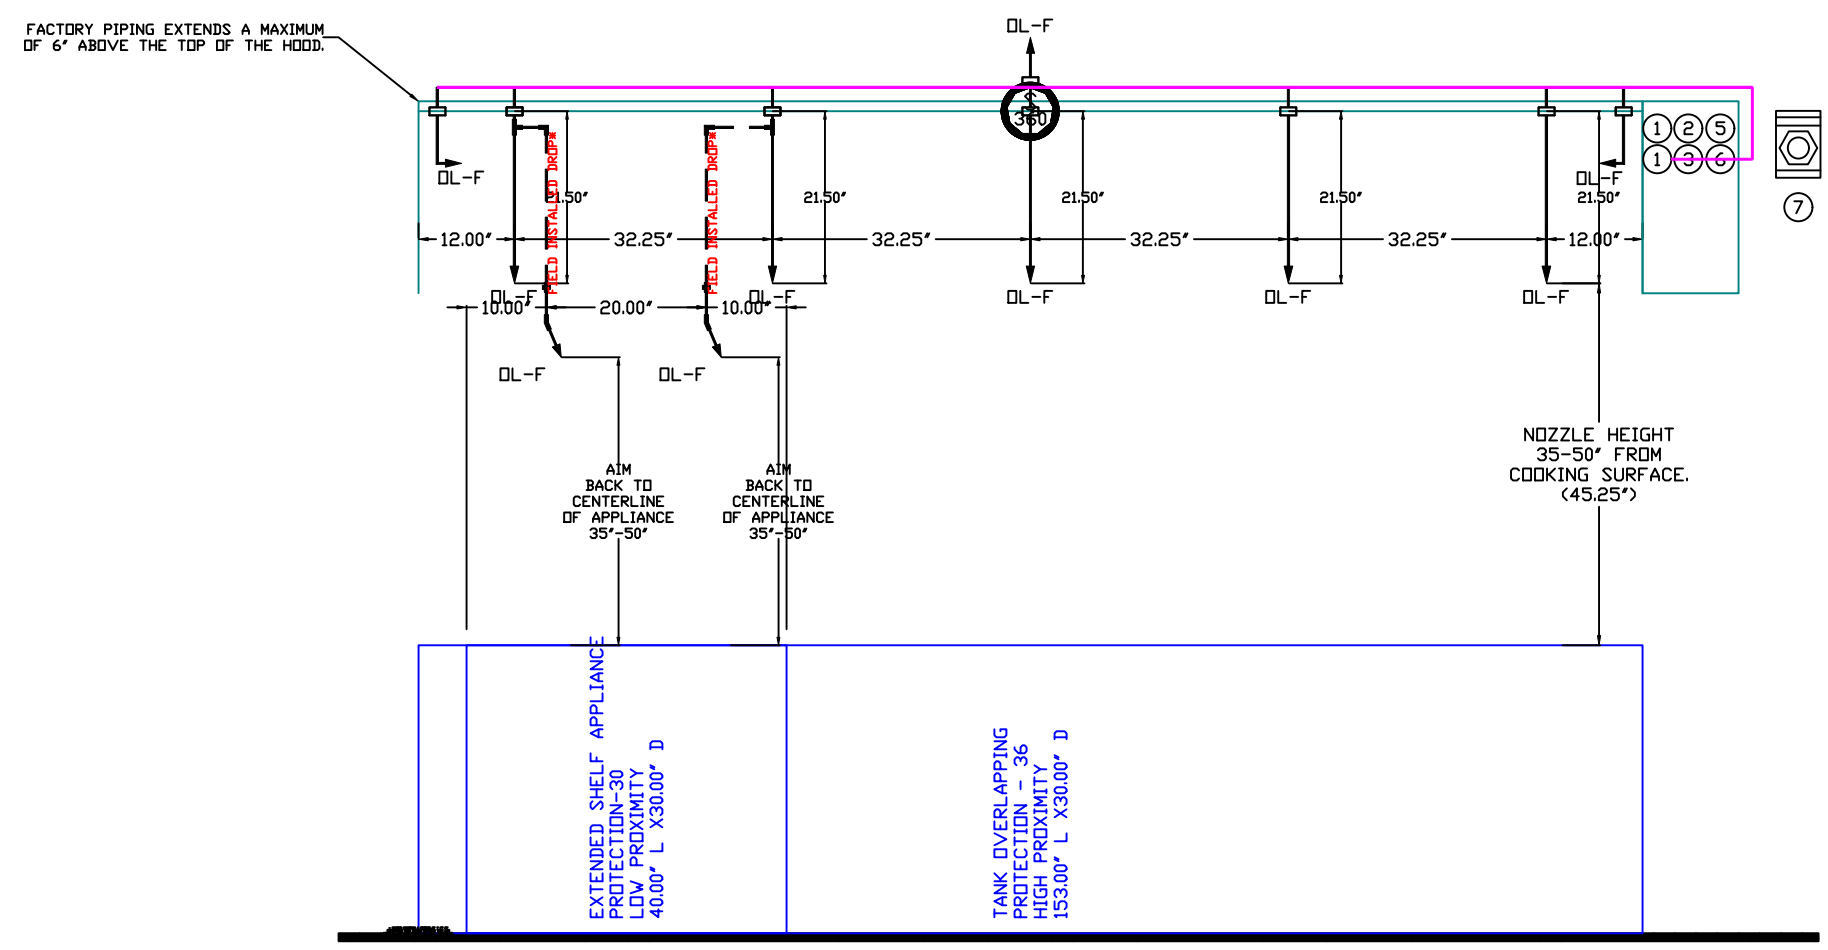 FACTORY PIPING EXTENDS A MAXIMUM
OF 6" ABOVE THE TOP OF THE HOOD.
OL-F
360
1 2 5
1 3 6
7
OL-F
OL-F
FIELD INSTALLED DROP*
FIELD INSTALLED DROP*
21.50"
21.50"
21.50"
21.50"
21.50"
12.00"
32.25"
32.25"
32.25"
32.25"
12.00"
OL-F
OL-F
OL-F
OL-F
OL-F
10.00"
20.00"
10.00"
OL-F
OL-F
AIM
BACK TO
CENTERLINE
OF APPLIANCE
35"-50"
AIM
BACK TO
CENTERLINE
OF APPLIANCE
35"-50"
NOZZLE HEIGHT
35-50" FROM
COOKING SURFACE.
(45.25")
EXTENDED SHELF APPLIANCE
PROTECTION-30
LOW PROXIMITY
40.00" L X30.00" D
TANK OVERLAPPING
PROTECTION - 36
HIGH PROXIMITY
153.00" L X30.00" D